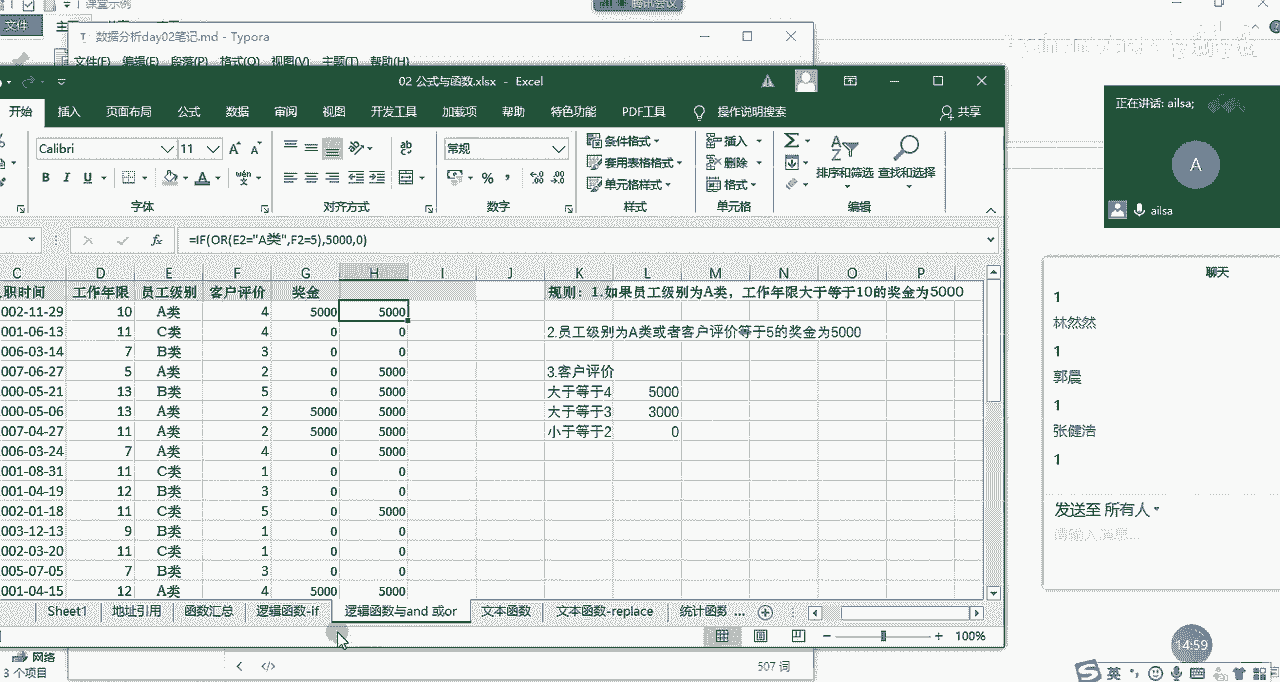 课堂示例
腾讯会议
文件
数据分析day02笔记.md - Typora
文件(F) 编辑(E) 段落(P) 格式(O) 视图(V) 主题(T) 帮助(H)
02 公式与函数.xlsx - Excel
开始 插入 页面布局 公式 数据 审阅 视图 开发工具 加载项 帮助 特色功能 PDF工具 操作说明搜索 共享
Calibri 11 常规 条件格式 插入
套用表格格式 删除 排序和筛选 查找和选择
B I U 单元格样式 格式
字体 对齐方式 数字 样式 单元格 编辑
fx =IF(OR(E2="A类",F2=5),5000,0)
C D E F G H I J K L M N O P
职时间 工作年限 员工级别 客户评价 奖金 规则：1.如果员工级别为A类，工作年限大于等于10的奖金为5000
002-11-29 10 A类 4 5000 5000
001-06-13 11 C类 4 0 0 2.员工级别为A类或者客户评价等于5的奖金为5000
006-03-14 7 B类 3 0 0
007-06-27 5 A类 2 0 5000 3.客户评价
000-05-21 13 B类 5 0 5000 大于等于4 5000
000-05-06 13 A类 2 5000 5000 大于等于3 3000
007-04-27 11 A类 2 5000 5000 小于等于2 0
006-03-24 7 A类 4 0 5000
001-08-31 11 C类 1 0 0
001-04-19 12 B类 3 0 0
002-01-18 11 C类 5 0 5000
003-12-13 9 B类 1 0 0
002-03-20 11 C类 1 0 0
005-07-05 7 B类 3 0 0
001-04-15 12 A类 4 5000 5000
Sheet1 地址引用 函数汇总 逻辑函数-if 逻辑函数与and 或or 文本函数 文本函数-replace 统计函数 ...
100%
网络
3 个项目
507 词
正在讲话: ailsa;
A
ailsa
聊天
1
林然然
1
郭晨
1
张健浩
1
发送至 所有人
请输入消息...
14:59
英